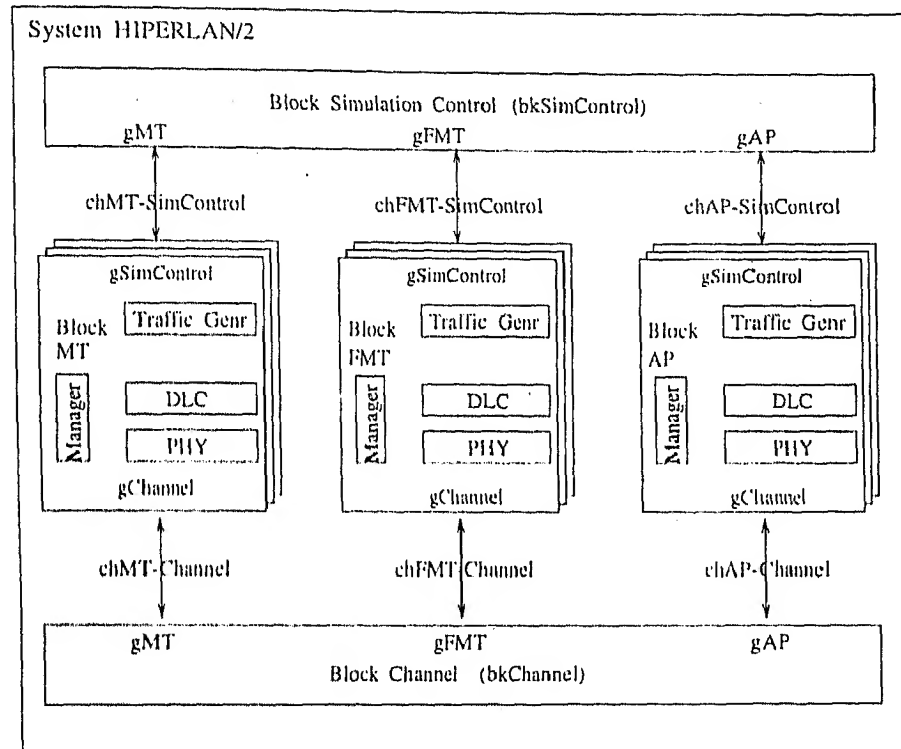 System HIPERLAN/2
Block Simulation Control (bkSimControl)
gMT gFMT gAP
chMT-SimControl chFMT-SimControl chAP-SimControl
gSimControl gSimControl gSimControl
Block MT Traffic Genr Block FMT Traffic Genr Block AP Traffic Genr
Manager DLC Manager DLC Manager DLC
PHY PHY PHY
gChannel gChannel gChannel
chMT-Channel chFMT-Channel chAP-Channel
gMT gFMT gAP
Block Channel (bkChannel)